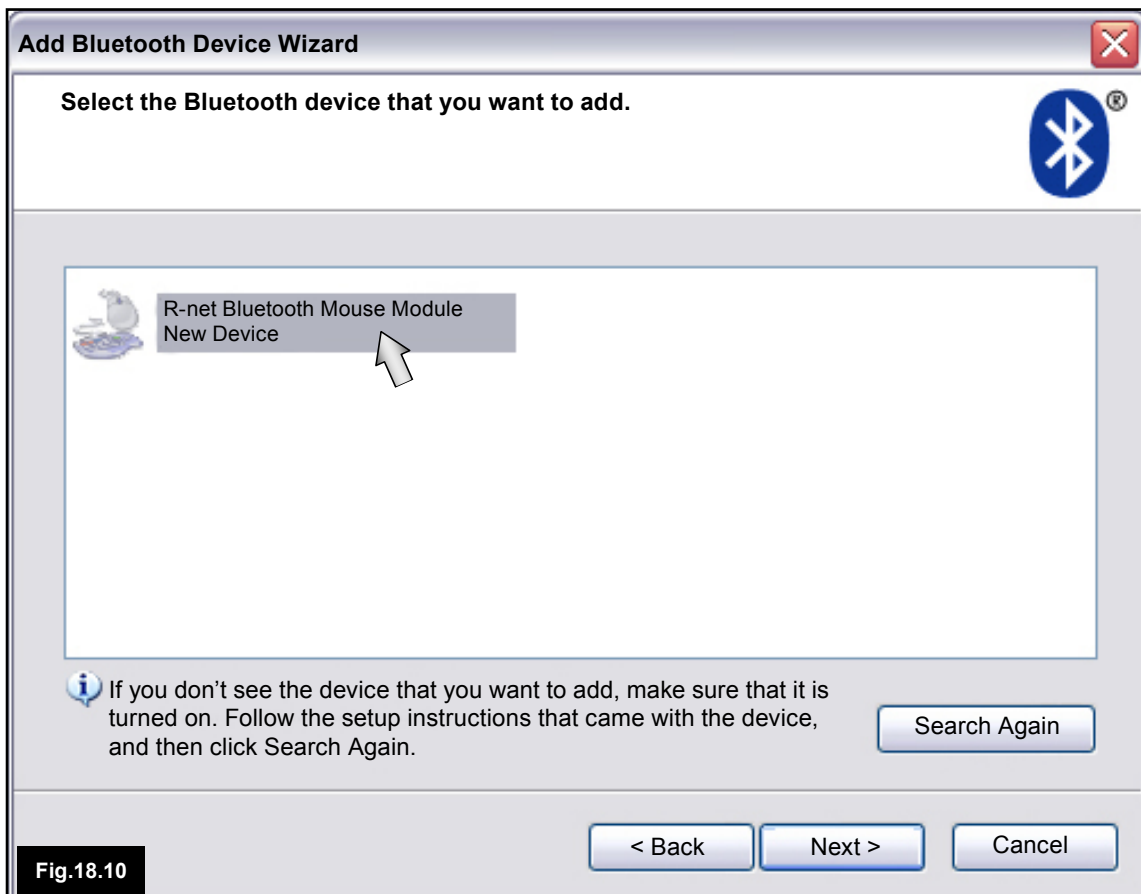 Add Bluetooth Device Wizard
Select the Bluetooth device that you want to add.
®
R-net Bluetooth Mouse Module
New Device
If you don't see the device that you want to add, make sure that it is
turned on. Follow the setup instructions that came with the device,
and then click Search Again.
Search Again
< Back
Next >
Cancel
Fig.18.10